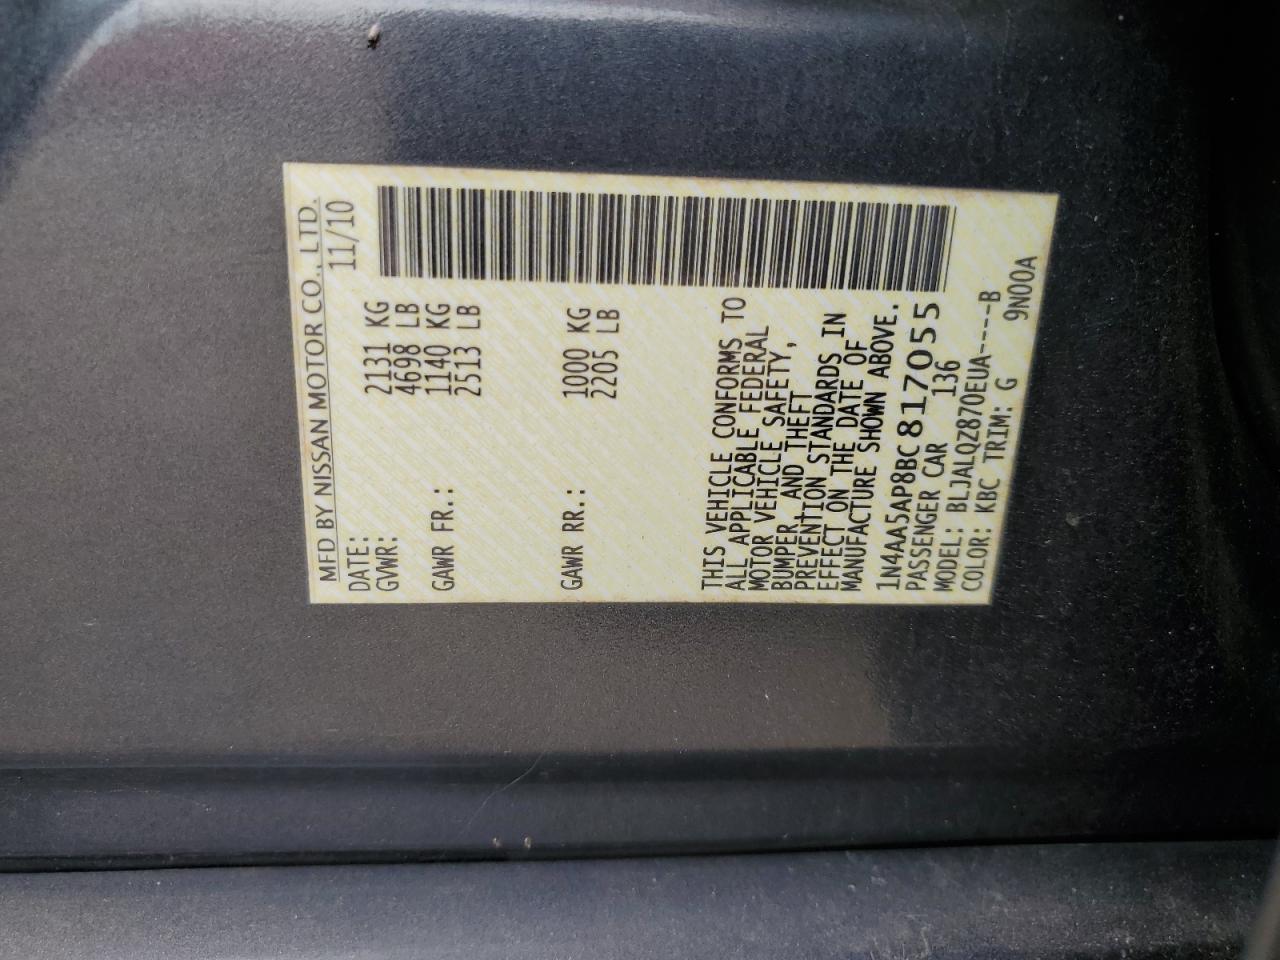 MFD BY NISSAN MOTOR CO., LTD.
DATE: 11/10
GVWR: 2131 KG
4698 LB
GAWR FR.: 1140 KG
2513 LB
GAWR RR.: 1000 KG
2205 LB
THIS VEHICLE CONFORMS TO
ALL APPLICABLE FEDERAL
MOTOR VEHICLE SAFETY,
BUMPER, AND THEFT
PREVENTION STANDARDS IN
EFFECT ON THE DATE OF
MANUFACTURE SHOWN ABOVE.
1N4AA5AP8BC817055
PASSENGER CAR 136
MODEL: BLJALQZ870EUA----B
COLOR: KBC TRIM: G 9N00A